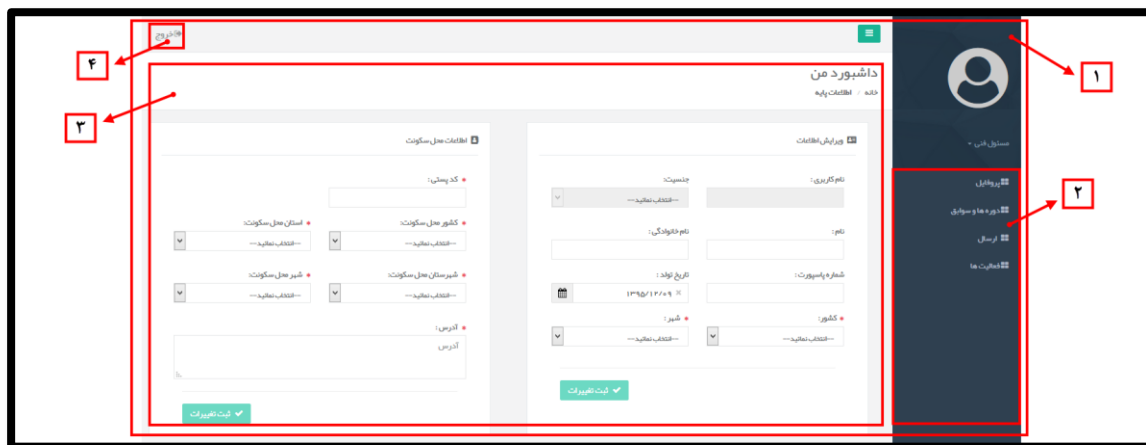 خروج
۴
۱
داشبورد من
خانه / اطلاعات پایه
۳
ویرایش اطلاعات
اطلاعات محل سکونت
مسئول فنی
پروفایل
دوره ها و سوابق
ارسال
فعالیت ها
۲
نام کاربری :
جنسیت:
---انتخاب نمائید---
نام :
نام خانوادگی :
شماره پاسپورت :
تاریخ تولد :
× ۱۳۹۵/۱۲/۰۹
* کشور:
* شهر :
---انتخاب نمائید---
---انتخاب نمائید---
ثبت تغییرات
* کد پستی :
* کشور محل سکونت:
* استان محل سکونت:
---انتخاب نمائید---
---انتخاب نمائید---
* شهرستان محل سکونت:
* شهر محل سکونت:
---انتخاب نمائید---
---انتخاب نمائید---
* آدرس :
آدرس
ثبت تغییرات